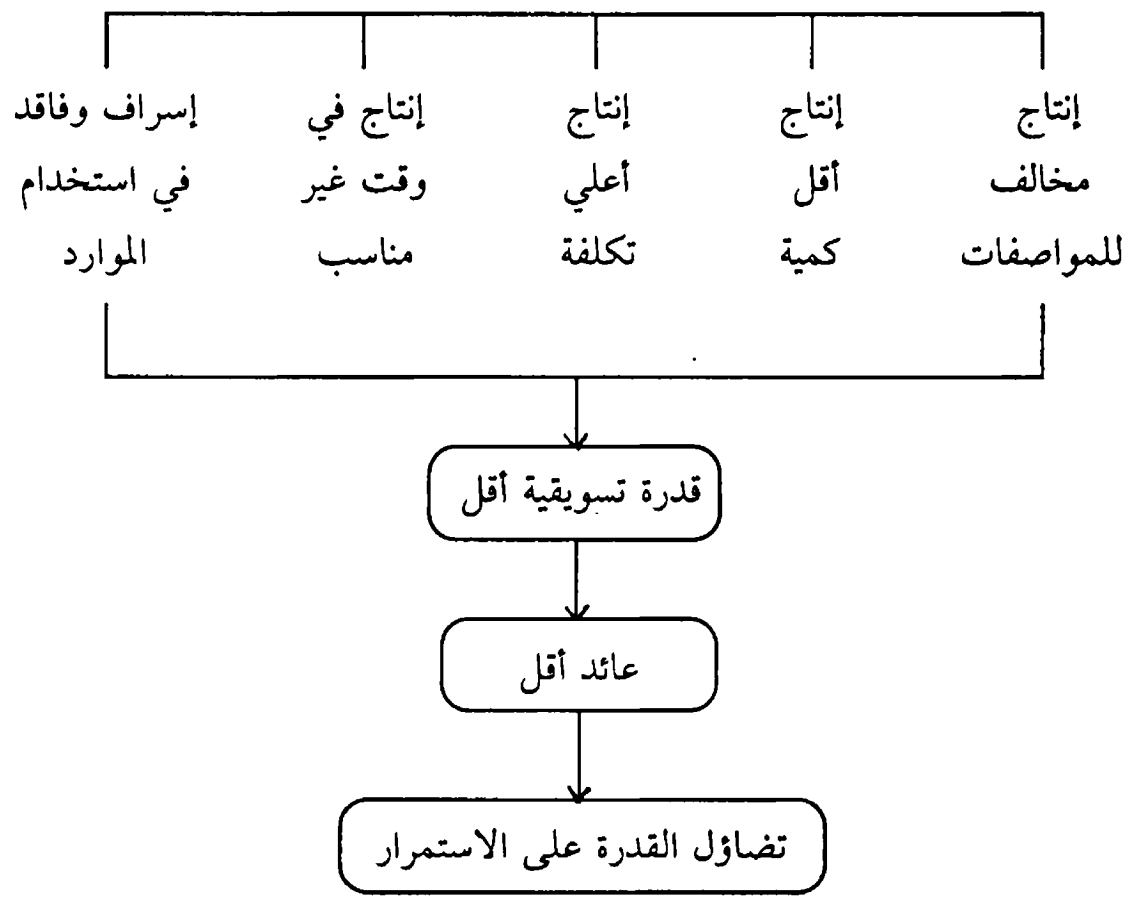 إنتاج
مخالف
للمواصفات
إنتاج
أقل
كمية
إنتاج
أعلي
تكلفة
إنتاج في
وقت غير
مناسب
إسراف وفاقد
في استخدام
الموارد
قدرة تسويقية أقل
عائد أقل
تضاؤل القدرة على الاستمرار